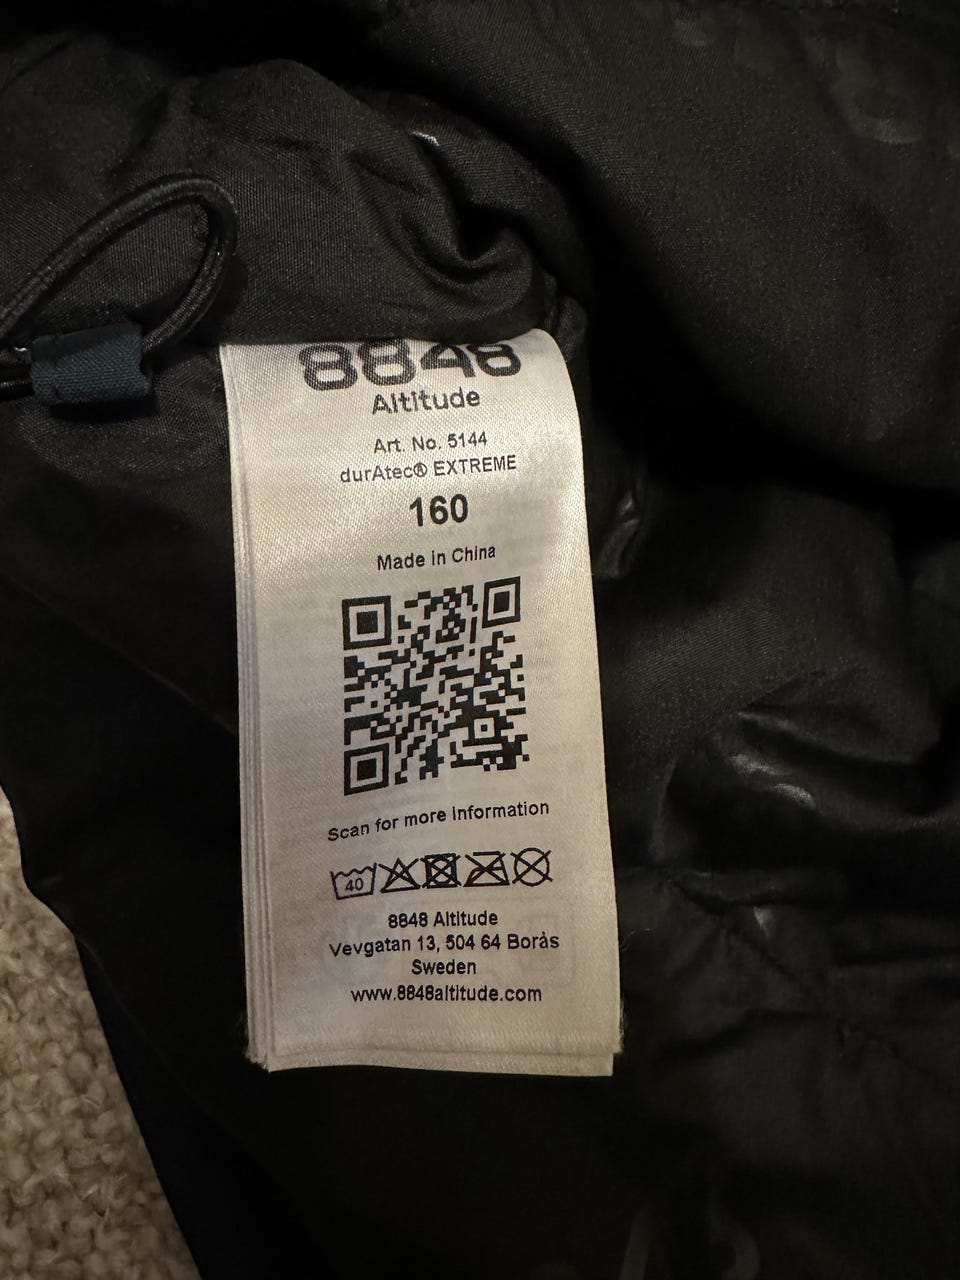 8848
Altitude
Art. No. 5144
durAtec® EXTREME
160
Made in China
Scan for more information
40
8848 Altitude
Vevgatan 13, 504 64 Borås
Sweden
www.8848altitude.com